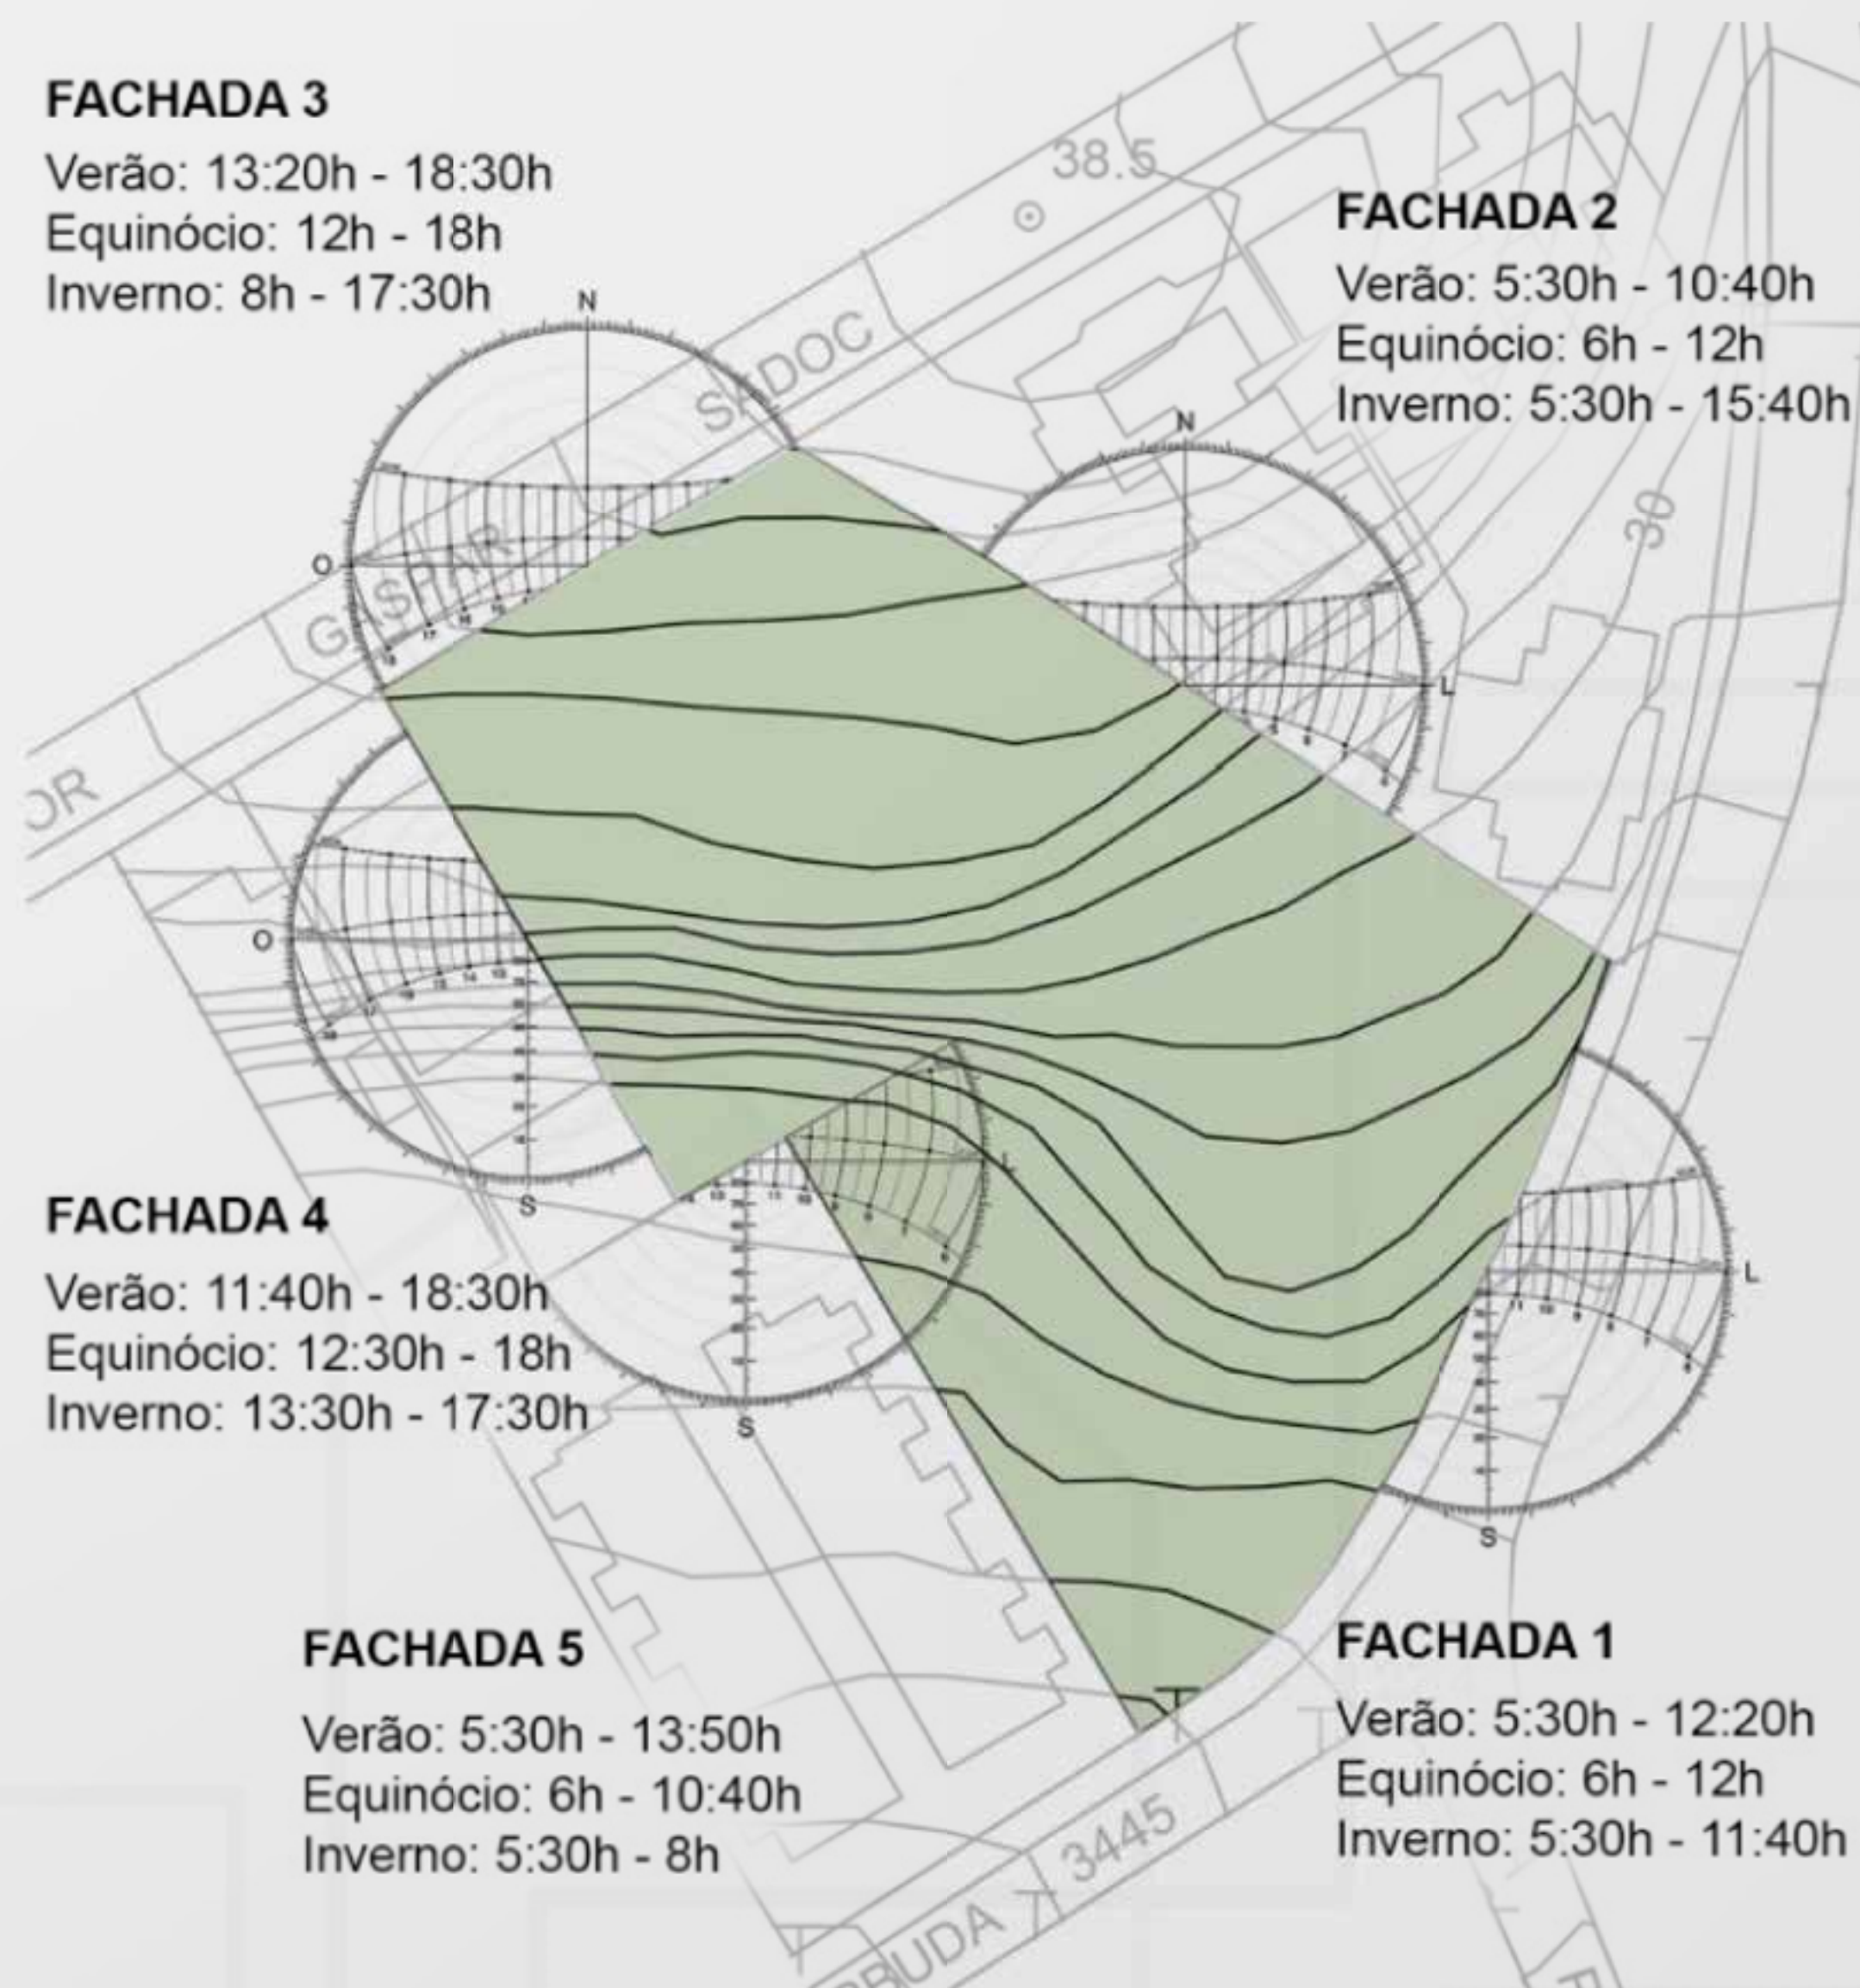 FACHADA 3
Verão: 13:20h - 18:30h
Equinócio: 12h - 18h
Inverno: 8h - 17:30h
38.5
FACHADA 2
Verão: 5:30h - 10:40h
Equinócio: 6h - 12h
Inverno: 5:30h - 15:40h
N
SADOC
N
30
O
GASPAR
L
OR
O
L
L
S
FACHADA 4
Verão: 11:40h - 18:30h
Equinócio: 12:30h - 18h
Inverno: 13:30h - 17:30h
S
S
FACHADA 5
Verão: 5:30h - 13:50h
Equinócio: 6h - 10:40h
Inverno: 5:30h - 8h
FACHADA 1
Verão: 5:30h - 12:20h
Equinócio: 6h - 12h
Inverno: 5:30h - 11:40h
3445
BUDA